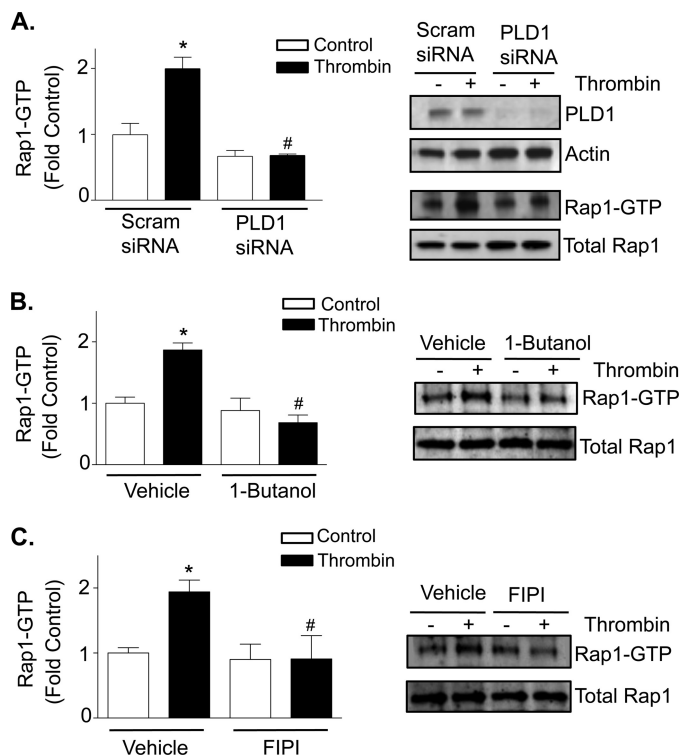 A.
Rap1-GTP
(Fold Control)
2
1
0
Control
Thrombin
*
#
Scram
siRNA
PLD1
siRNA
Scram
siRNA
PLD1
siRNA
Thrombin
- + - +
PLD1
Actin
Rap1-GTP
Total Rap1
B.
Rap1-GTP
(Fold Control)
2
1
0
Control
Thrombin
*
#
Vehicle
1-Butanol
Vehicle
1-Butanol
Thrombin
- + - +
Rap1-GTP
Total Rap1
C.
Rap1-GTP
(Fold Control)
2
1
0
Control
Thrombin
*
#
Vehicle
FIPI
Vehicle
FIPI
Thrombin
- + - +
Rap1-GTP
Total Rap1